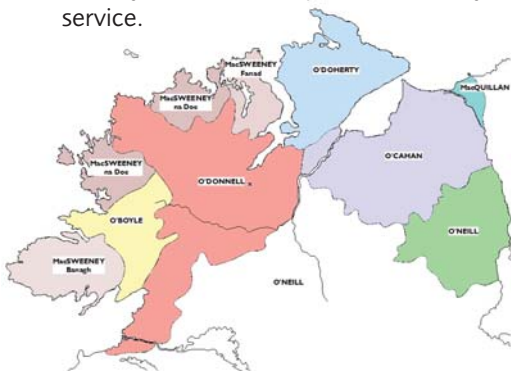 service.
MacSWEENEY
Fanad
O'DOHERTY
MacSWEENEY
na Doe
MacQUILLAN
O'CAHAN
MacSWEENEY
na Doe
O'DONNELL
O'BOYLE
O'NEILL
MacSWEENEY
Banagh
O'NEILL